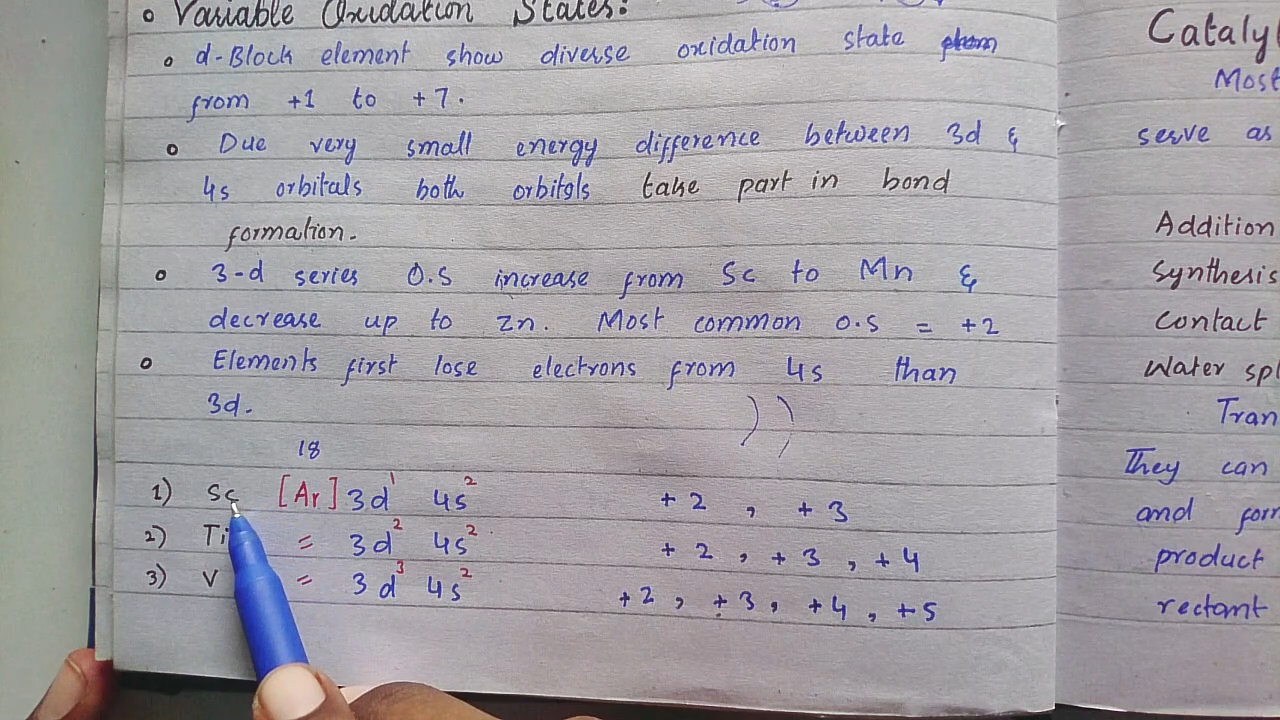 Variable Oxidation States:
d-Block element show diverse oxidation state
from +1 to +7.
Due very small energy difference between 3d &
4s orbitals both orbitals take part in bond
formation.
3-d series O.S increase from Sc to Mn &
decrease up to Zn. Most common O.S = +2
Elements first lose electrons from 4s than
3d.
18
1) Sc [Ar] 3d¹ 4s² +2, +3
2) Ti = 3d² 4s² +2, +3, +4
3) V = 3d³ 4s² +2, +3, +4, +5
Cataly
Most
serve as
Addition
Synthesis
Contact
Water spl
Tran
They can
and for
product
rectant